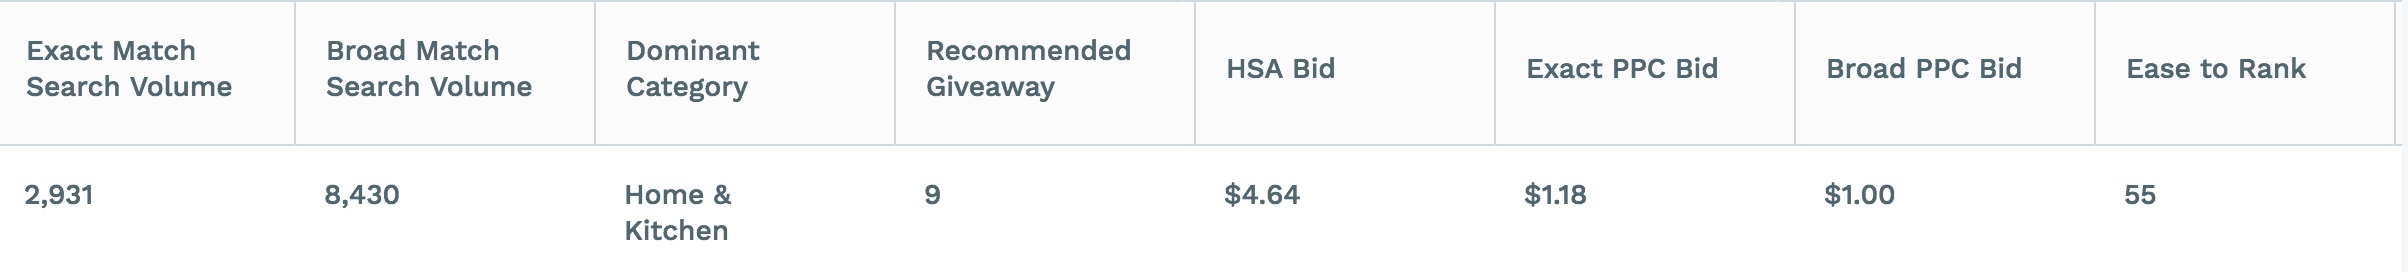 Exact Match
Search Volume
Broad Match
Search Volume
Dominant
Category
Recommended
Giveaway
HSA Bid
Exact PPC Bid
Broad PPC Bid
Ease to Rank
2,931
8,430
Home &
Kitchen
9
$4.64
$1.18
$1.00
55